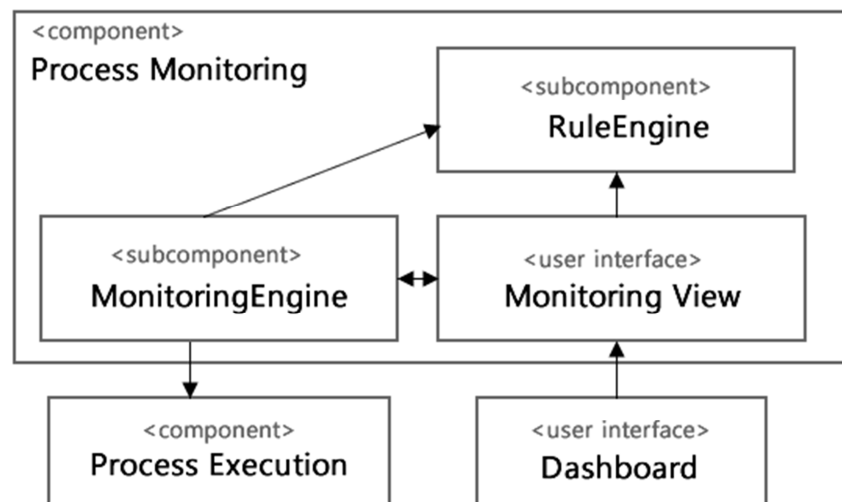 <component>
Process Monitoring
<subcomponent>
RuleEngine
<subcomponent>
MonitoringEngine
<user interface>
Monitoring View
<component>
Process Execution
<user interface>
Dashboard